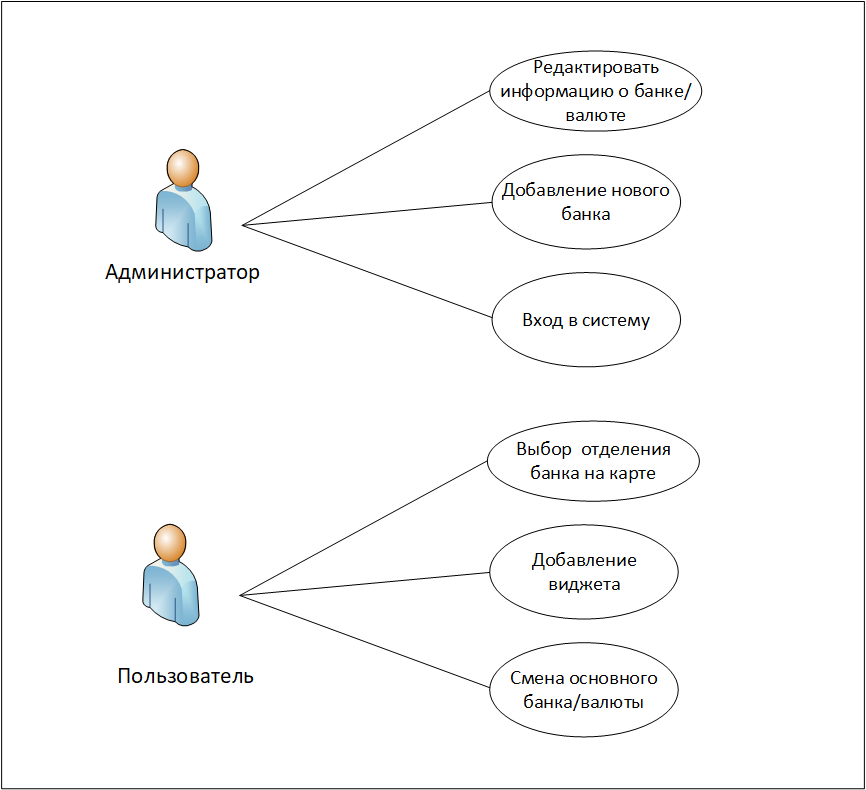 Редактировать
информацию о банке/
валюте
Добавление нового
банка
Администратор
Вход в систему
Выбор  отделения
банка на карте
Добавление
виджета
Пользователь
Смена основного
банка/валюты